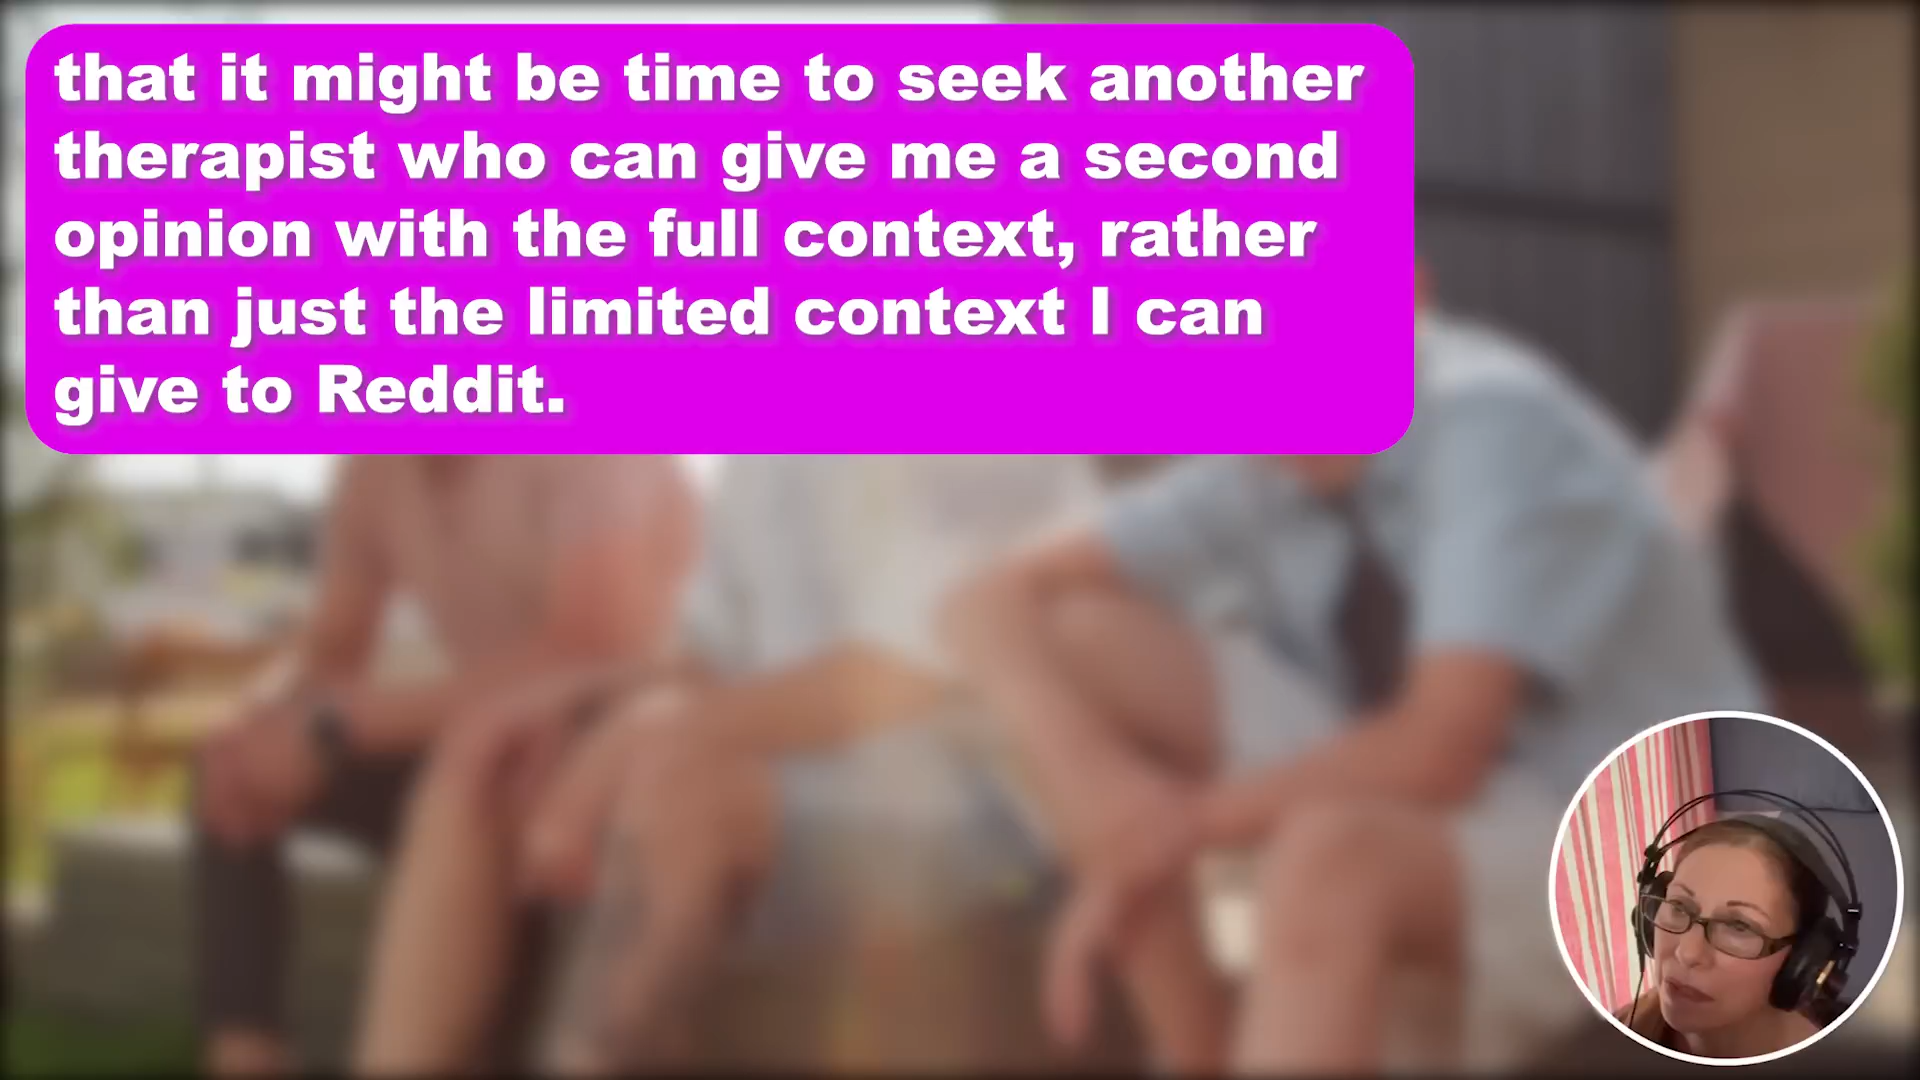 that it might be time to seek another
therapist who can give me a second
opinion with the full context, rather
than just the limited context I can
give to Reddit.